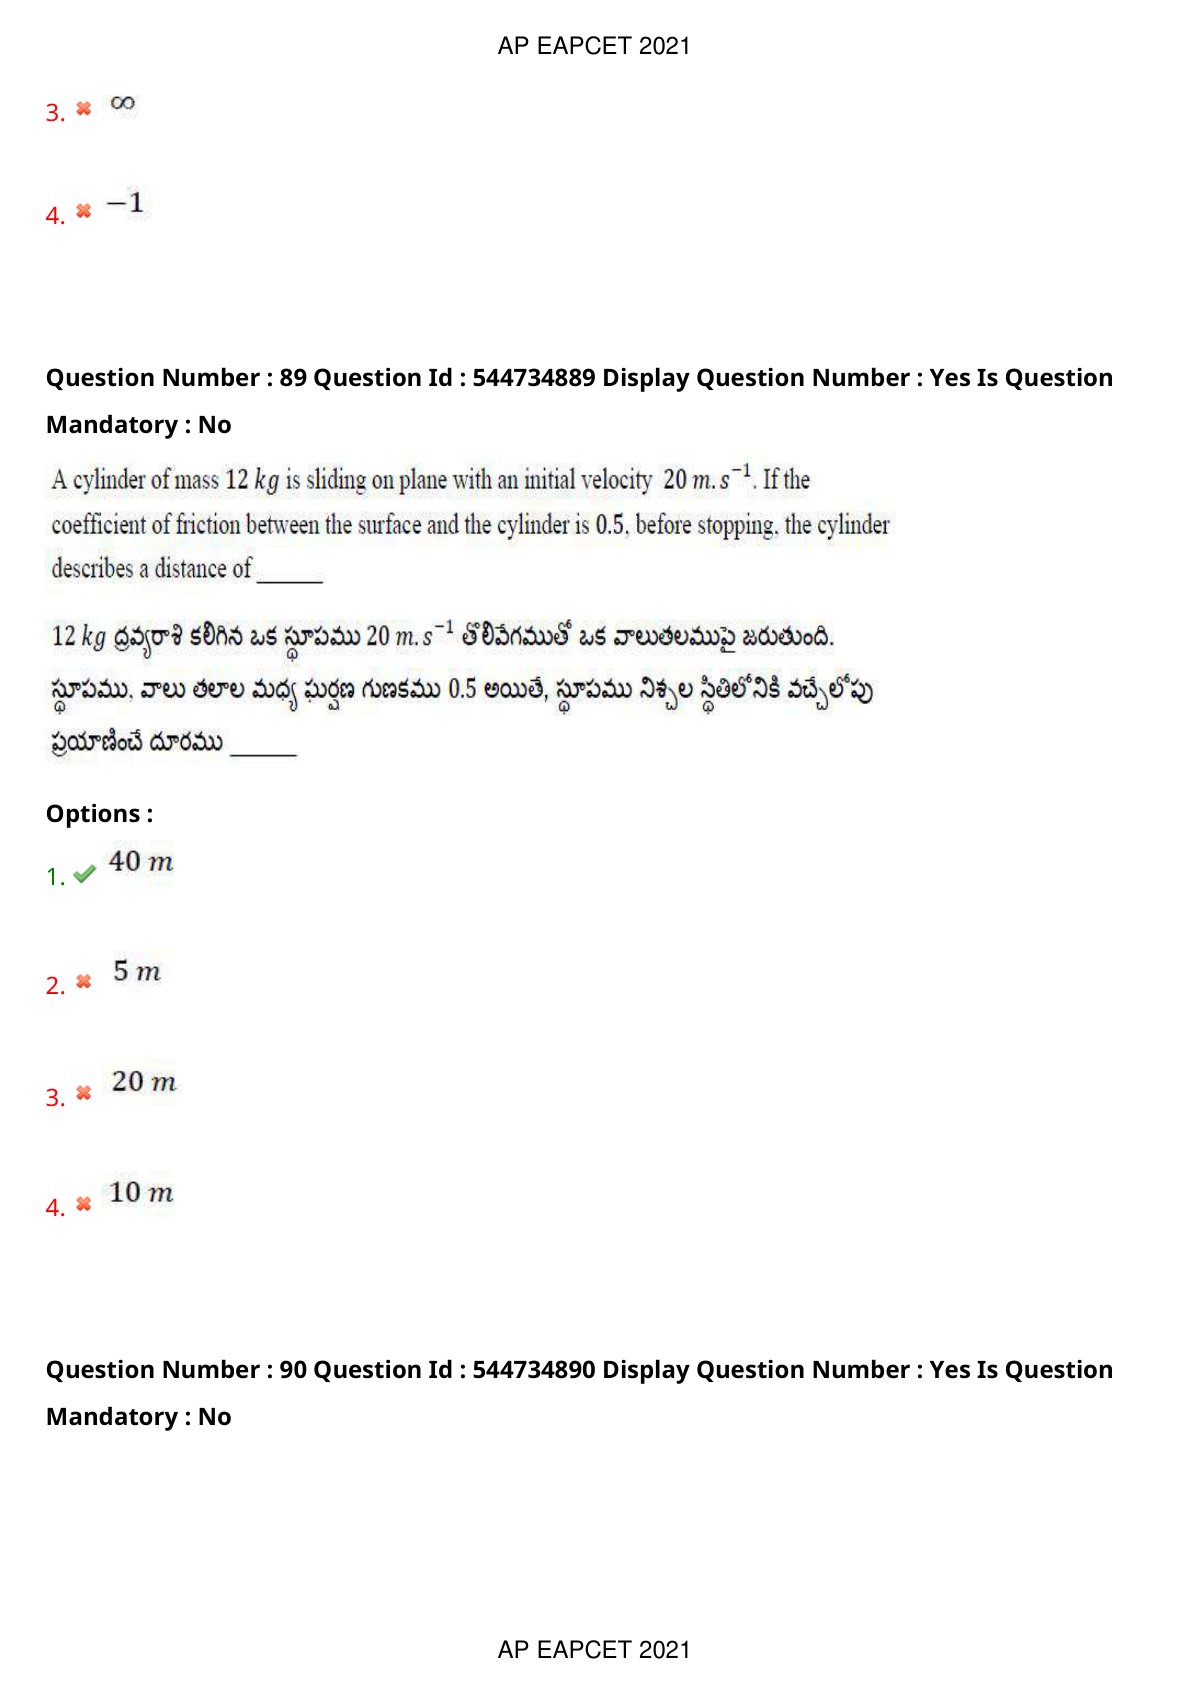 AP EAPCET 2021
3. ∞
4. −1
Question Number : 89 Question Id : 544734889 Display Question Number : Yes Is Question
Mandatory : No
A cylinder of mass 12 kg is sliding on plane with an initial velocity 20 m.s⁻¹. If the
coefficient of friction between the surface and the cylinder is 0.5, before stopping, the cylinder
describes a distance of ______
12 kg ద్రవ్యరాశి కలిగిన ఒక స్థూపము 20 m.s⁻¹ తొలివేగముతో ఒక వాలుతలముపై జరుతుంది.
స్థూపము, వాలు తలాల మధ్య ఘర్షణ గుణకము 0.5 అయితే, స్థూపము నిశ్చల స్థితిలోనికి వచ్చేలోపు
ప్రయాణించే దూరము ______
Options :
1. 40 m
2. 5 m
3. 20 m
4. 10 m
Question Number : 90 Question Id : 544734890 Display Question Number : Yes Is Question
Mandatory : No
AP EAPCET 2021